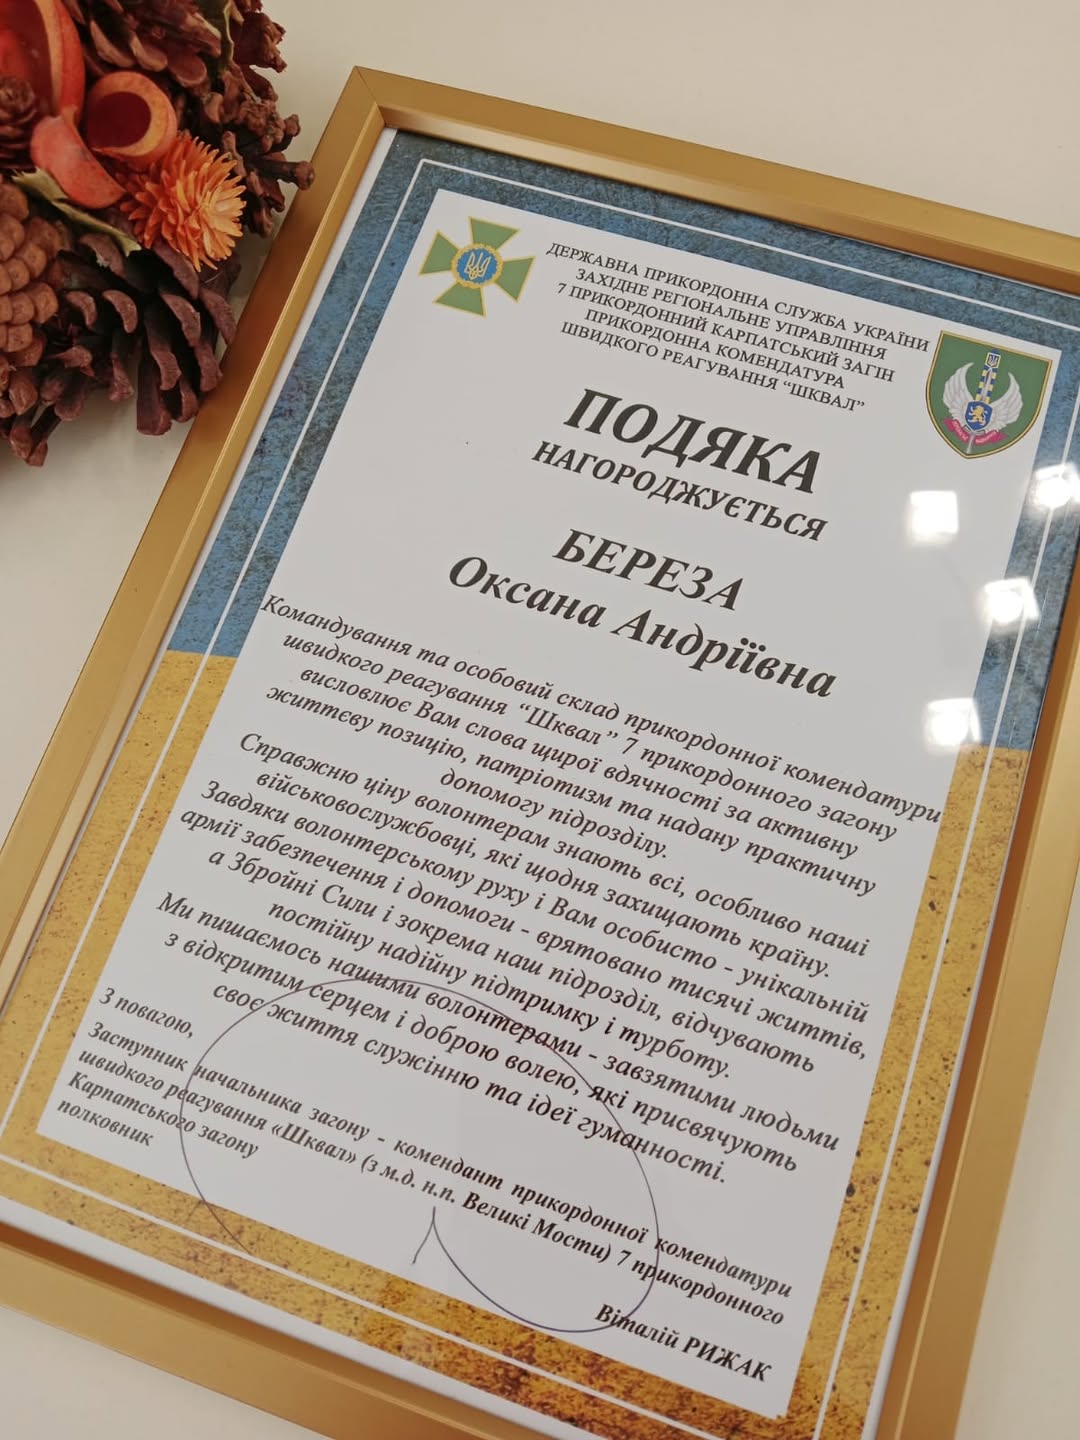 ДЕРЖАВНА ПРИКОРДОННА СЛУЖБА УКРАЇНИ
ЗАХІДНЕ РЕГІОНАЛЬНЕ УПРАВЛІННЯ
7 ПРИКОРДОННИЙ КАРПАТСЬКИЙ ЗАГІН
ПРИКОРДОННА КОМЕНДАТУРА
ШВИДКОГО РЕАГУВАННЯ “ШКВАЛ”
ПОДЯКА
НАГОРОДЖУЄТЬСЯ
БЕРЕЗА
Оксана Андріївна
Командування та особовий склад прикордонної комендатури
швидкого реагування “Шквал” 7 прикордонного загону
висловлює Вам слова щирої вдячності за активну
життєву позицію, патріотизм та надану практичну
допомогу підрозділу.
Справжню ціну волонтерам знають всі, особливо наші
військовослужбовці, які щодня захищають країну.
Завдяки волонтерському руху і Вам особисто - унікальній
армії забезпечення і допомоги - врятовано тисячі життів,
а Збройні Сили і зокрема наш підрозділ, відчувають
постійну надійну підтримку і турботу.
Ми пишаємось нашими волонтерами - завзятими людьми
з відкритим серцем і доброю волею, які присвячують
своє життя служінню та ідеї гуманності.
З повагою,
Заступник начальника загону - комендант прикордонної комендатури
швидкого реагування «Шквал» (з м.д. н.п. Великі Мости) 7 прикордонного
Карпатського загону
полковник
Віталій РИЖАК